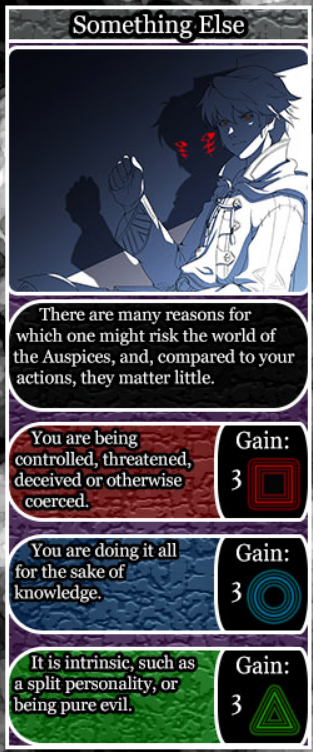 Something Else
There are many reasons for
which one might risk the world of
the Auspices, and, compared to your
actions, they matter little.
You are being
controlled, threatened,
deceived or otherwise
coerced.
Gain:
3
You are doing it all
for the sake of
knowledge.
Gain:
3
It is intrinsic, such as
a split personality, or
being pure evil.
Gain:
3